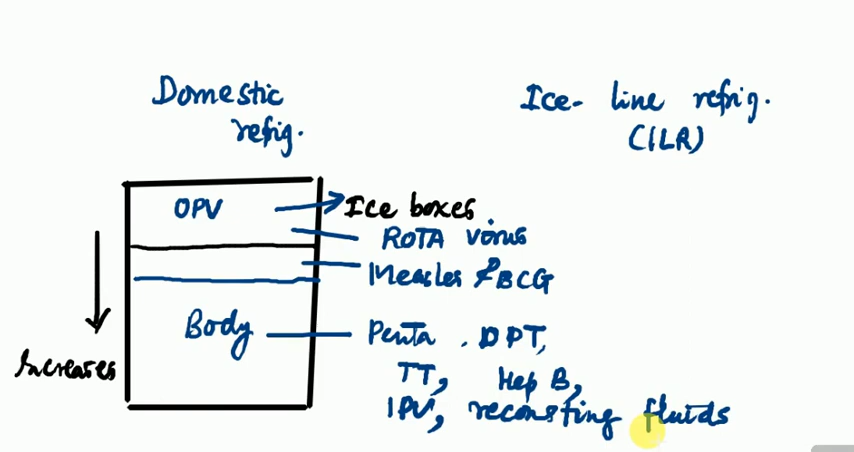 Domestic
refrig.
Ice- line refrig.
(ILR)
OPV
Ice boxes
ROTA virus
Measles & BCG
Body
Penta . DPT,
Increases
TT, Hep B,
IPV, reconsting fluids